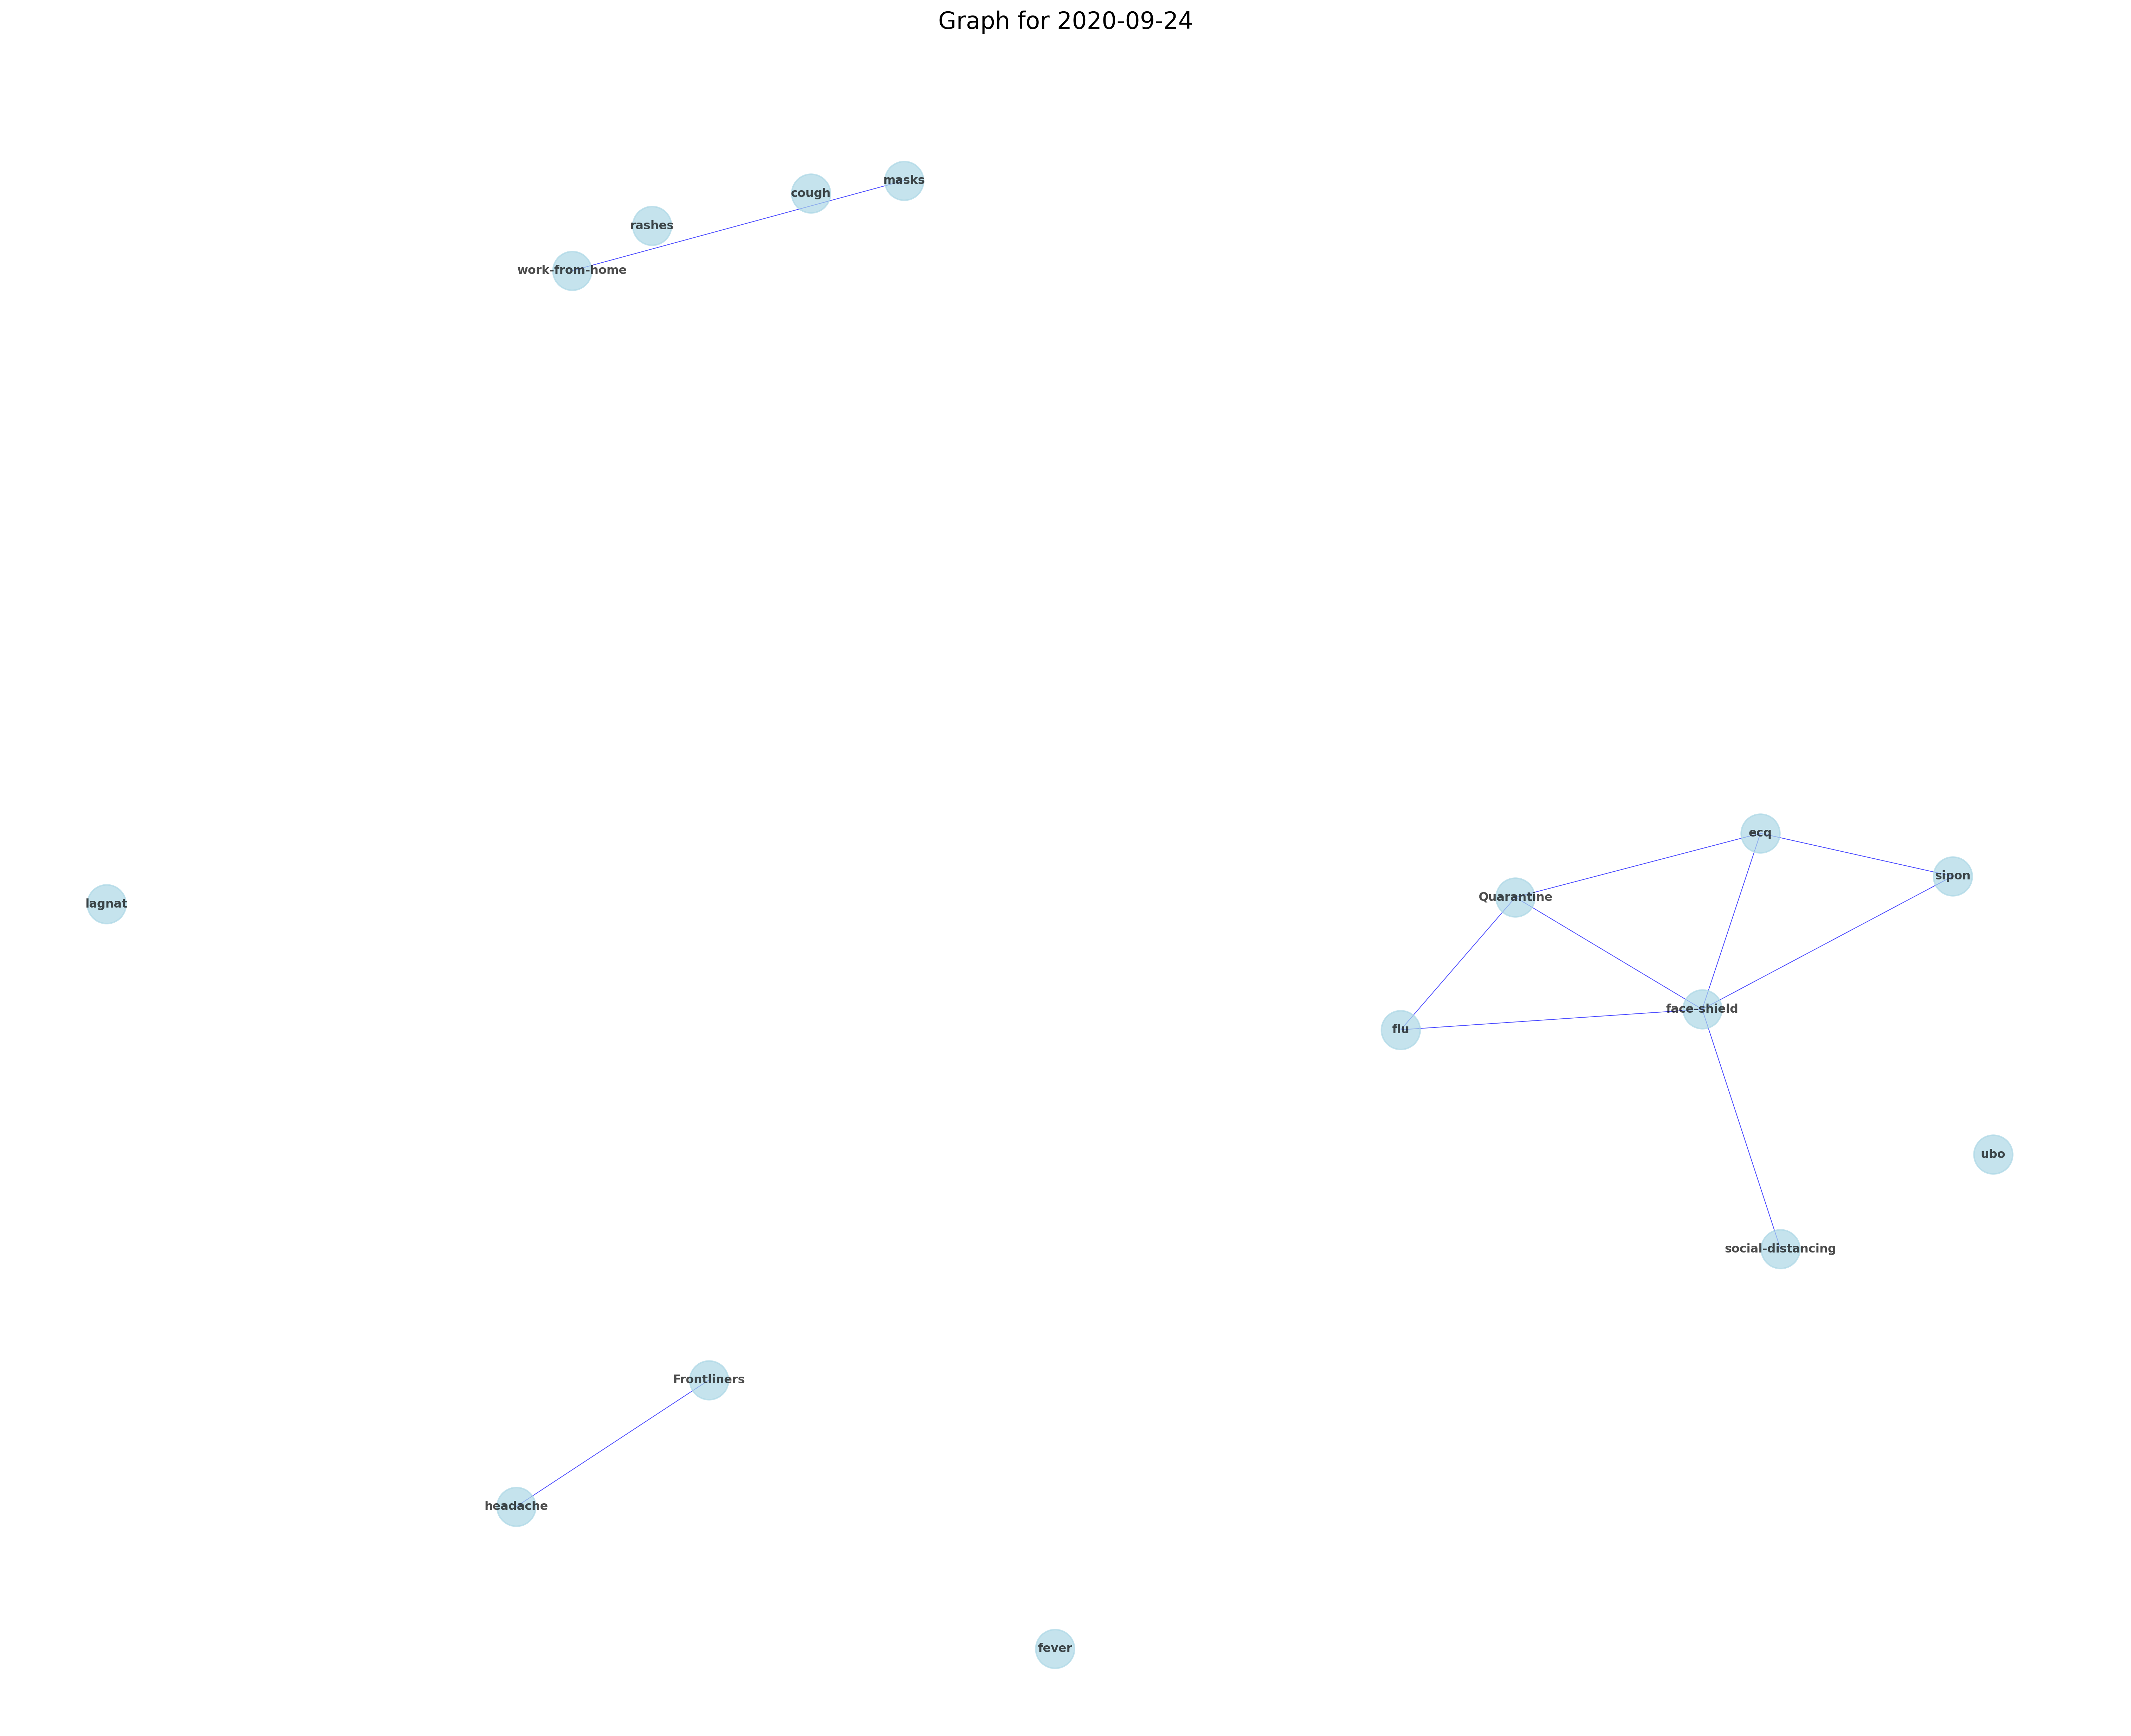 Graph for 2020-09-24
masks
cough
rashes
work-from-home
ecq
sipon
Quarantine
lagnat
face-shield
flu
ubo
social-distancing
Frontliners
headache
fever